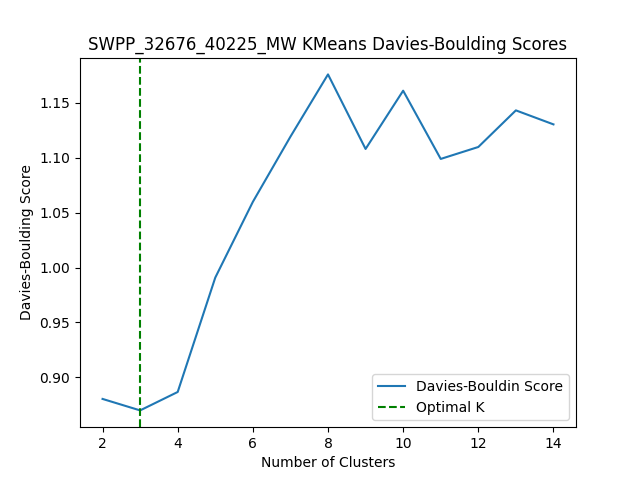 SWPP_32676_40225_MW KMeans Davies-Boulding Scores
Davies-Boulding Score
1.15
1.10
1.05
1.00
0.95
0.90
Davies-Bouldin Score
Optimal K
2 4 6 8 10 12 14
Number of Clusters